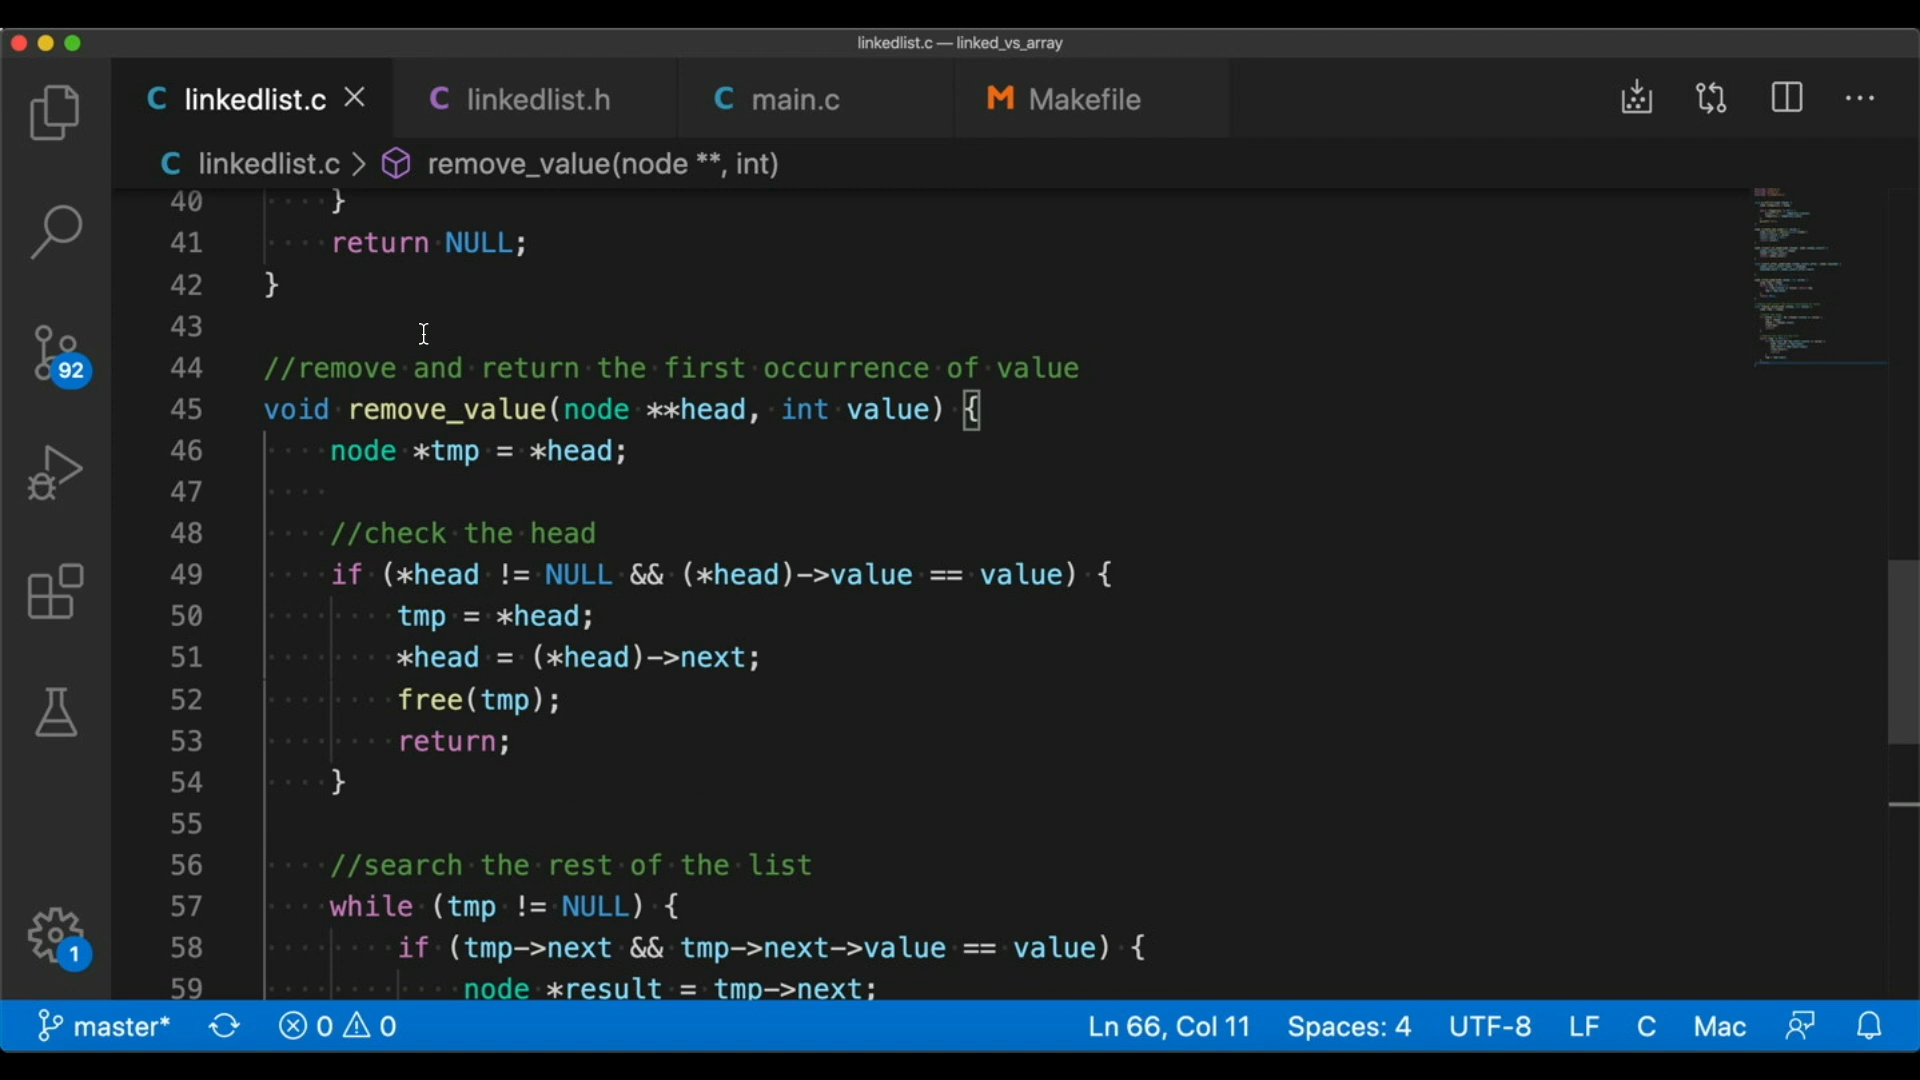 linkedlist.c — linked_vs_array
C linkedlist.c C linkedlist.h C main.c M Makefile
C linkedlist.c > remove_value(node **, int)
40 }
41 return NULL;
42 }
43
44 //remove and return the first occurrence of value
45 void remove_value(node **head, int value) {
46 node *tmp = *head;
47
48 //check the head
49 if (*head != NULL && (*head)->value == value) {
50 tmp = *head;
51 *head = (*head)->next;
52 free(tmp);
53 return;
54 }
55
56 //search the rest of the list
57 while (tmp != NULL) {
58 if (tmp->next && tmp->next->value == value) {
59 node *result = tmp->next;
92
1
master* 0 0 Ln 66, Col 11 Spaces: 4 UTF-8 LF C Mac